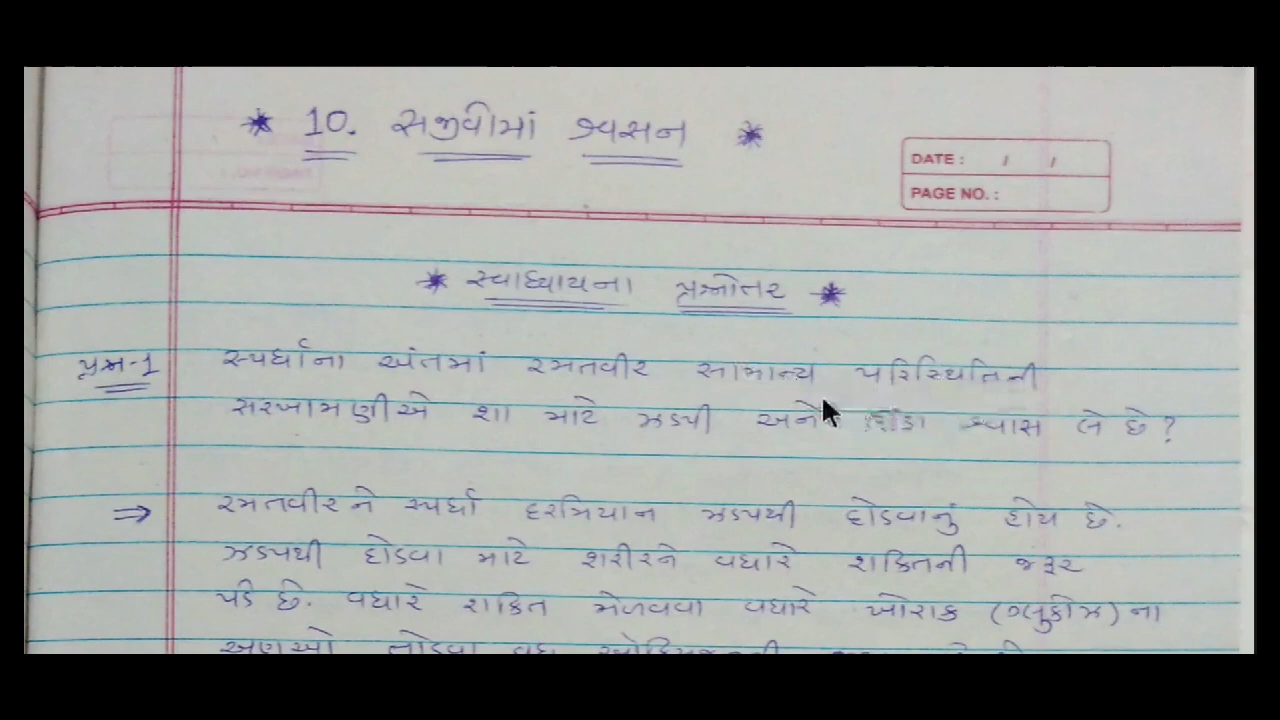 * 10. સજીવોમાં શ્વસન *
DATE : / /
PAGE NO. :
* સ્વાધ્યાયના પ્રશ્નોતર *
પ્રશ્ન-1 સ્પર્ધાના અંતમાં રમતવીર સામાન્ય પરિસ્થિતિની
સરખામણીએ શા માટે ઝડપી અને ઊંડા શ્વાસ લે છે?
⇒ રમતવીરને સ્પર્ધા દરમિયાન ઝડપથી દોડવાનું હોય છે.
ઝડપથી દોડવા માટે શરીરને વધારે શકિતની જરૂર
પડે છે. વધારે શકિત મેળવવા વધારે ખોરાક (ગ્લુકોઝ) ના